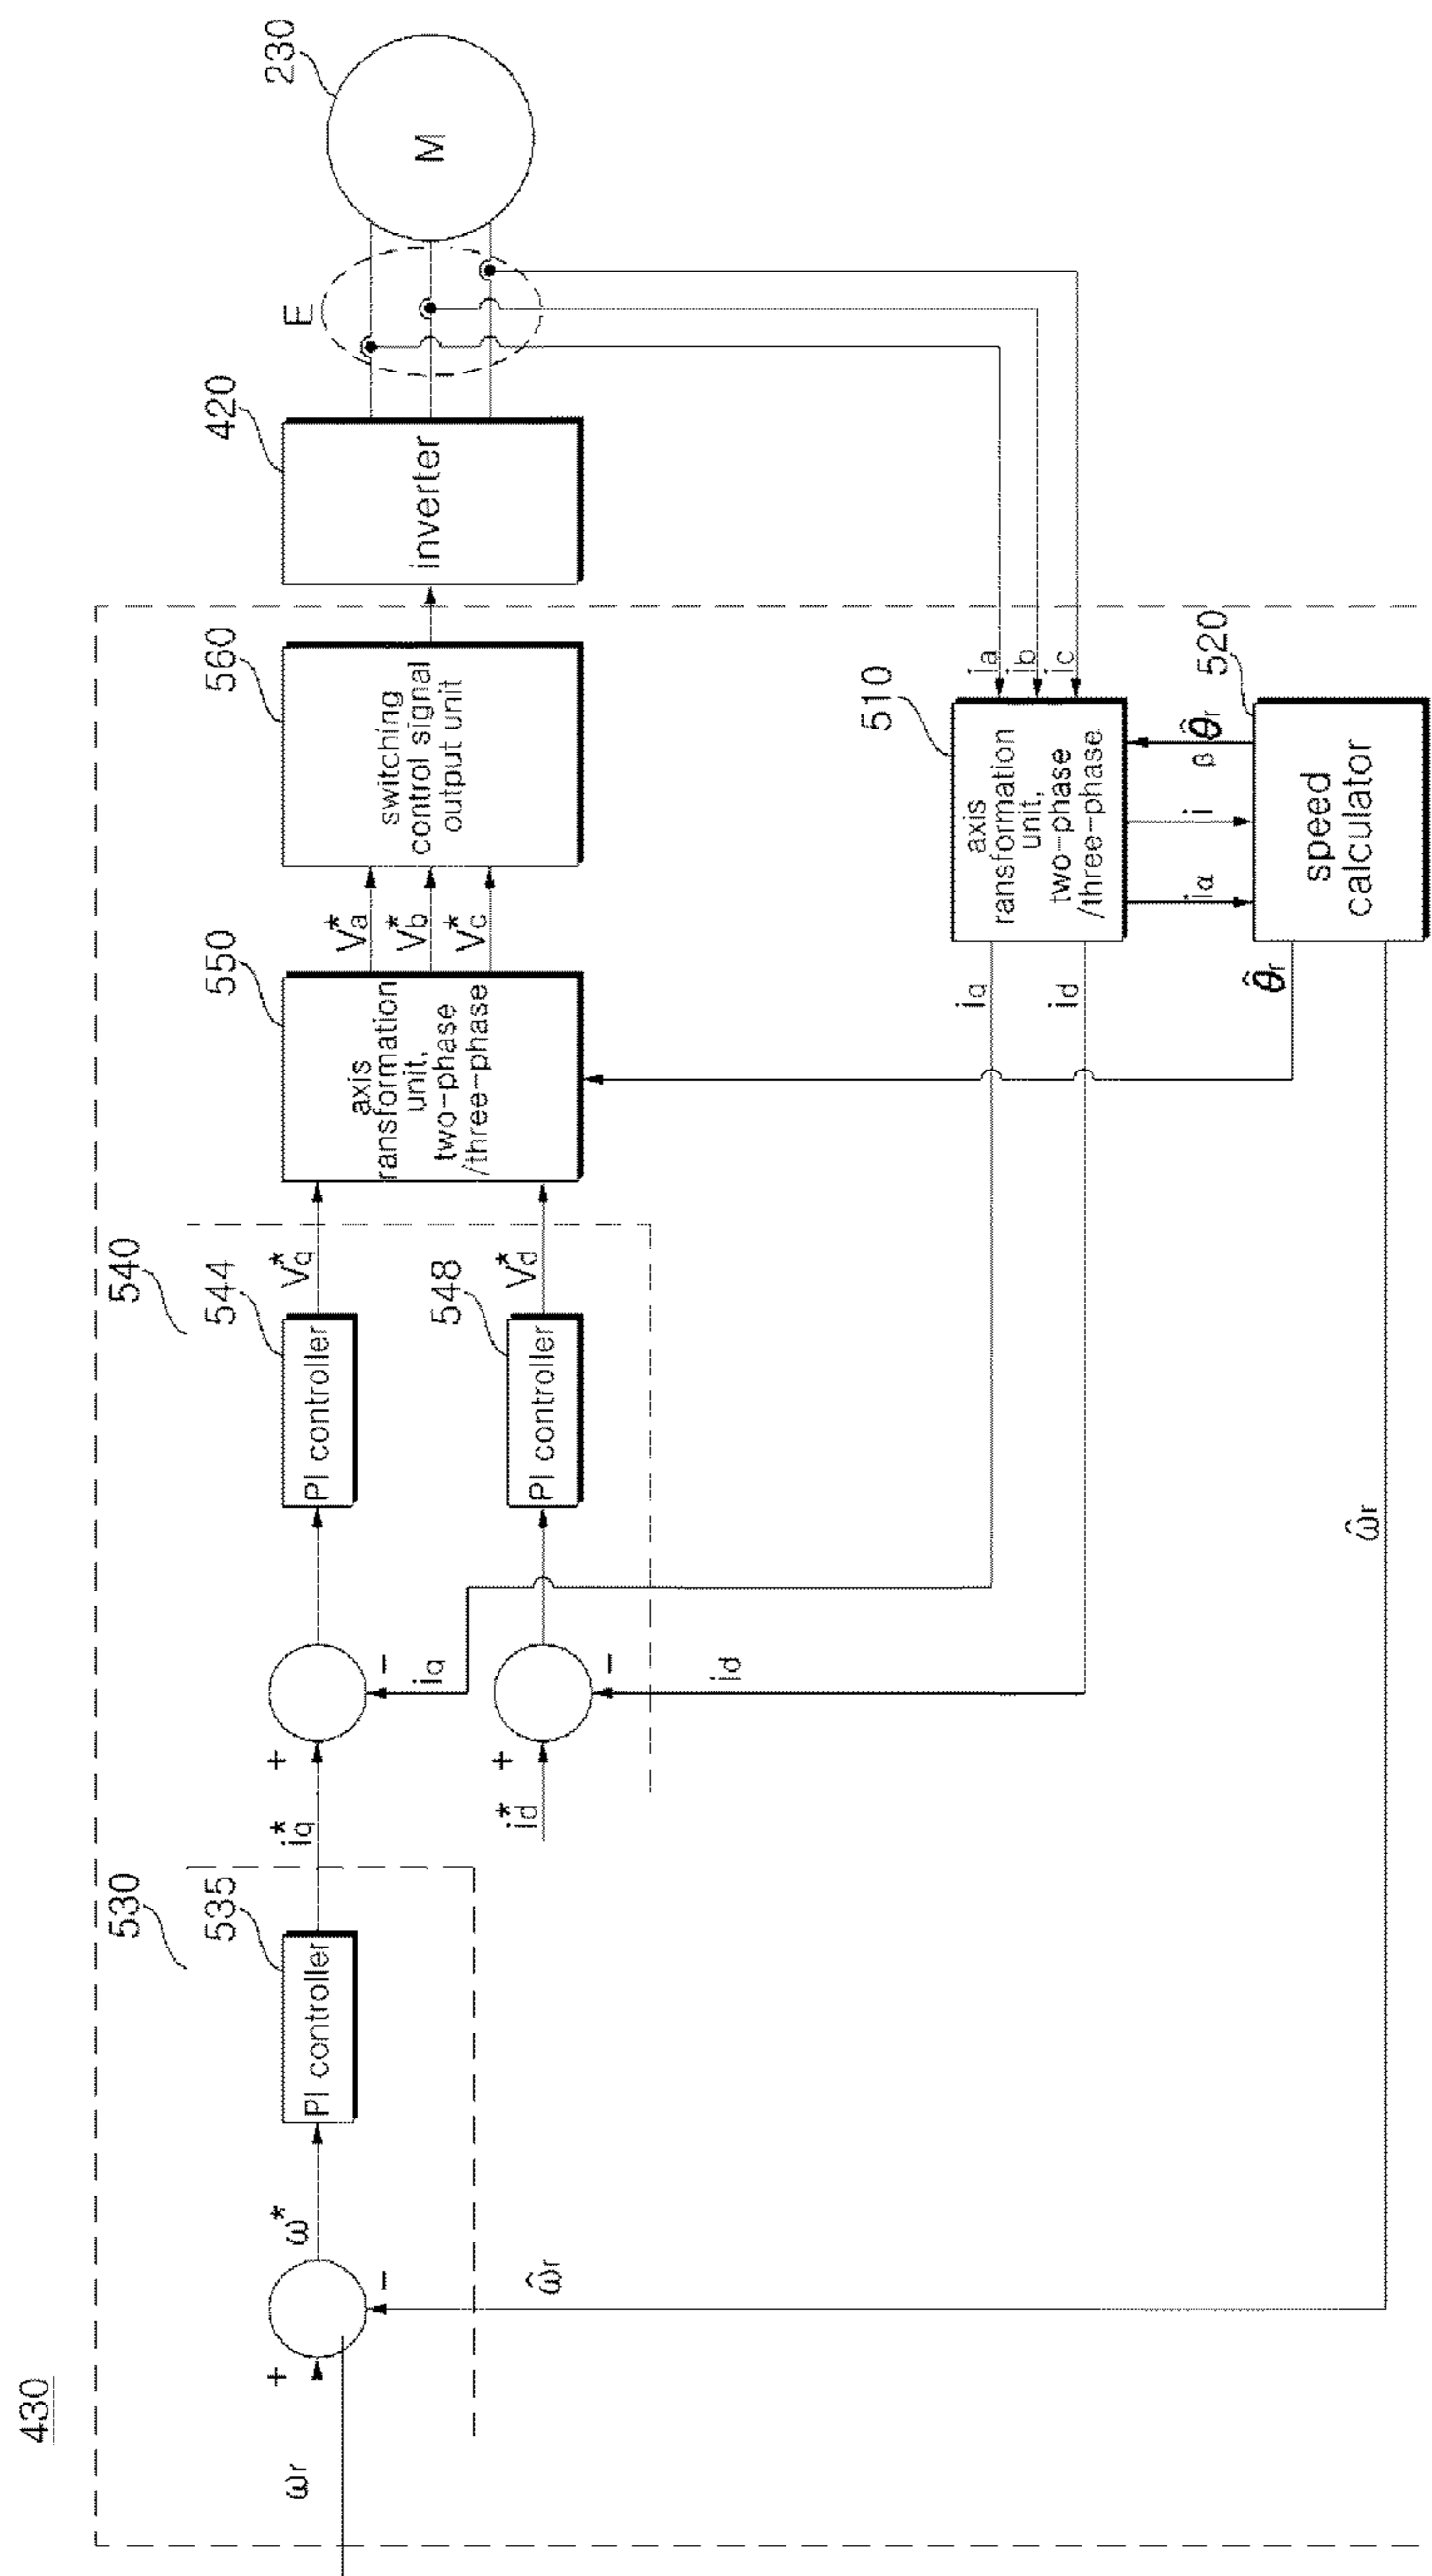 430
530
540
535
544
548
550
560
420
230
E
M
ωr
+
−
ω*
PI controller
i*q
+
−
iq
PI controller
V*q
i*d
+
−
id
PI controller
V*d
axis
ransformation
unit,
two-phase
/three-phase
V*a
V*b
V*c
switching
control signal
output unit
inverter
ω̂r
ω̂r
iq
id
θ̂r
510
axis
ransformation
unit,
two-phase
/three-phase
ia
ib
ic
iα
i
β
θ̂r
520
speed
calculator